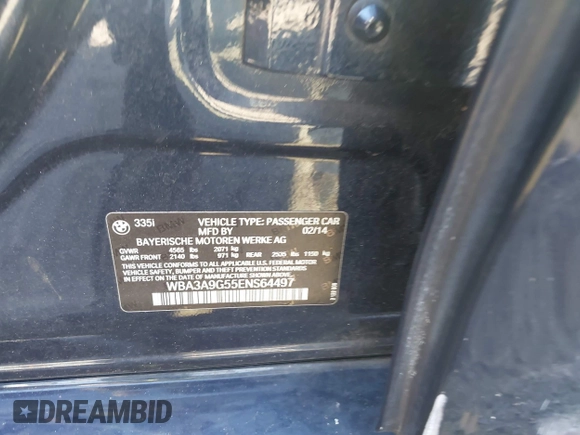 335i VEHICLE TYPE: PASSENGER CAR
MFD BY 02/14
BAYERISCHE MOTOREN WERKE AG
GVWR 4565 lbs 2071 kg
GAWR FRONT 2140 lbs 971 kg REAR 2535 lbs 1150 kg
THIS VEHICLE CONFORMS TO ALL APPLICABLE FEDERAL MOTOR
VEHICLE SAFETY, BUMPER AND THEFT PREVENTION STANDARDS
IN EFFECT ON THE DATE OF MANUFACTURE SHOWN ABOVE.
WBA3A9G55ENS64497
DREAMBID